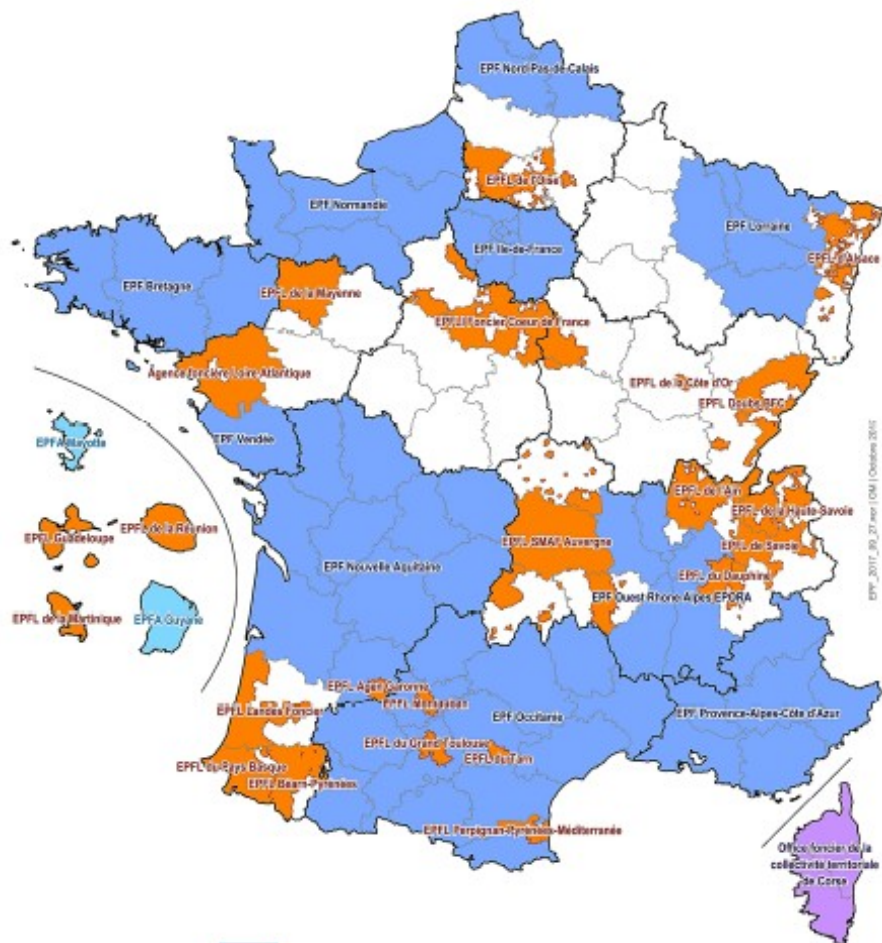 EPF Nord-Pas-de-Calais
EPFL de l'Oise
EPF Normandie
EPF Ile-de-France
EPF Lorraine
EPFL d'Alsace
EPF Bretagne
EPFL de la Mayenne
EPFLI Foncier Coeur de France
Agence foncière Loire-Atlantique
EPFL de la Côte d'Or
EPFL Doubs BFC
EPF Vendée
EPFA Mayotte
EPFL Guadeloupe
EPFL de la Réunion
EPFL de la Martinique
EPFA Guyane
EPFL de l'Ain
EPFL de la Haute-Savoie
EPFL SMAF Auvergne
EPFL de Savoie
EPFL du Dauphiné
EPF Nouvelle Aquitaine
EPF Ouest Rhone-Alpes EPORA
EPFL Agen Garonne
EPFL Montauban
EPFL Landes Foncier
EPF Occitanie
EPF Provence-Alpes-Côte d'Azur
EPFL du Grand Toulouse
EPFL du Tarn
EPFL du Pays Basque
EPFL Béarn-Pyrénées
EPFL Perpignan-Pyrénées-Méditerranée
Office foncier de la
collectivité territoriale
de Corse